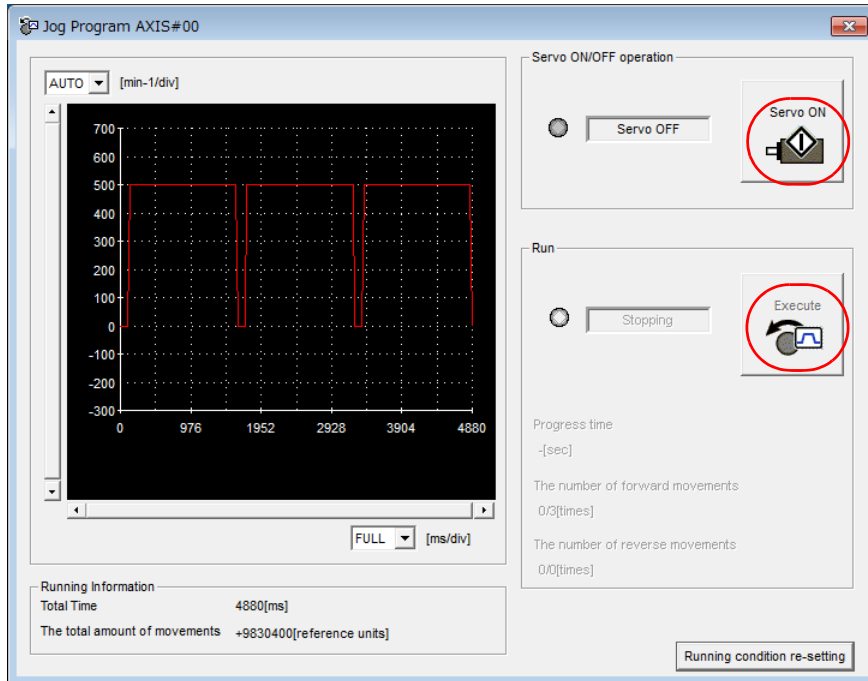 Jog Program AXIS#00
AUTO [min-1/div]
700
600
500
400
300
200
100
0
-100
-200
-300
0 976 1952 2928 3904 4880
FULL [ms/div]
Running Information
Total Time 4880[ms]
The total amount of movements +9830400[reference units]
Servo ON/OFF operation
Servo OFF
Servo ON
Run
Stopping
Execute
Progress time
-[sec]
The number of forward movements
0/3[times]
The number of reverse movements
0/0[times]
Running condition re-setting